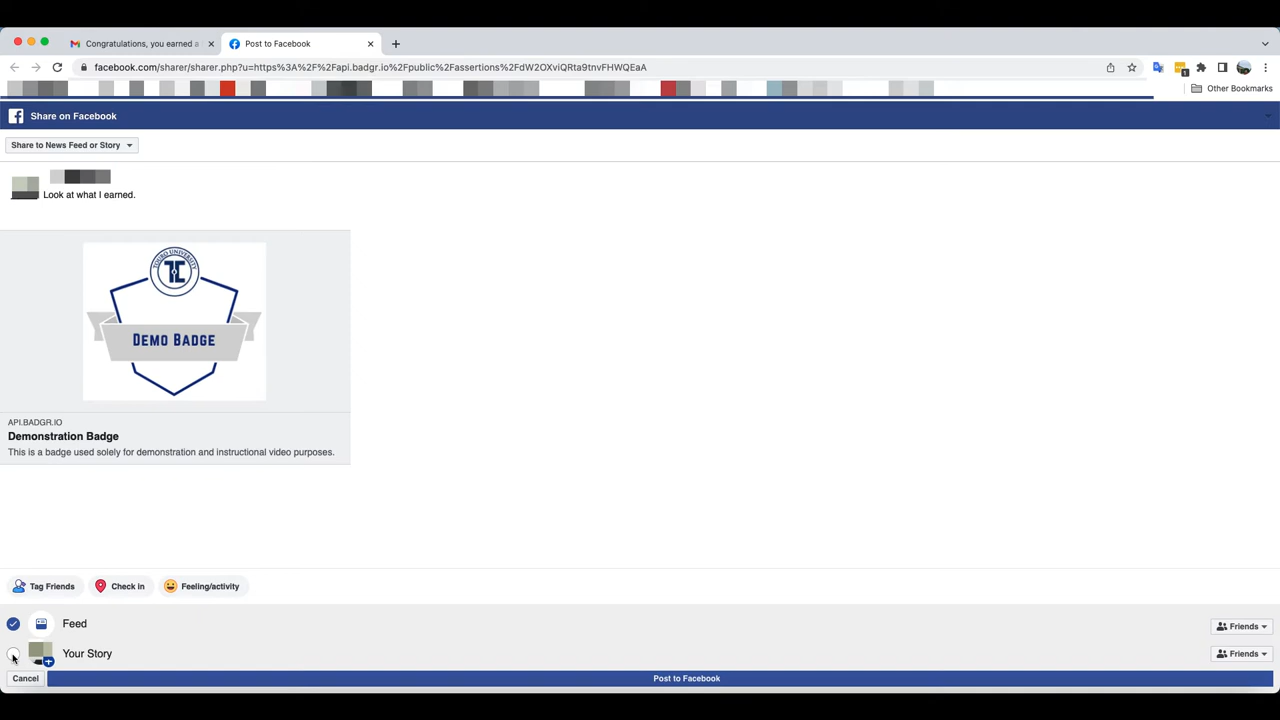 Congratulations, you earned a
Post to Facebook
facebook.com/sharer/sharer.php?u=https%3A%2F%2Fapi.badgr.io%2Fpublic%2Fassertions%2FdW2OXviQRta9tnvFHWQEaA
1
Other Bookmarks
Share on Facebook
Share to News Feed or Story
Look at what I earned.
TOURO UNIVERSITY
DEMO BADGE
API.BADGR.IO
Demonstration Badge
This is a badge used solely for demonstration and instructional video purposes.
Tag Friends
Check in
Feeling/activity
Feed
Friends
Your Story
Friends
Cancel
Post to Facebook